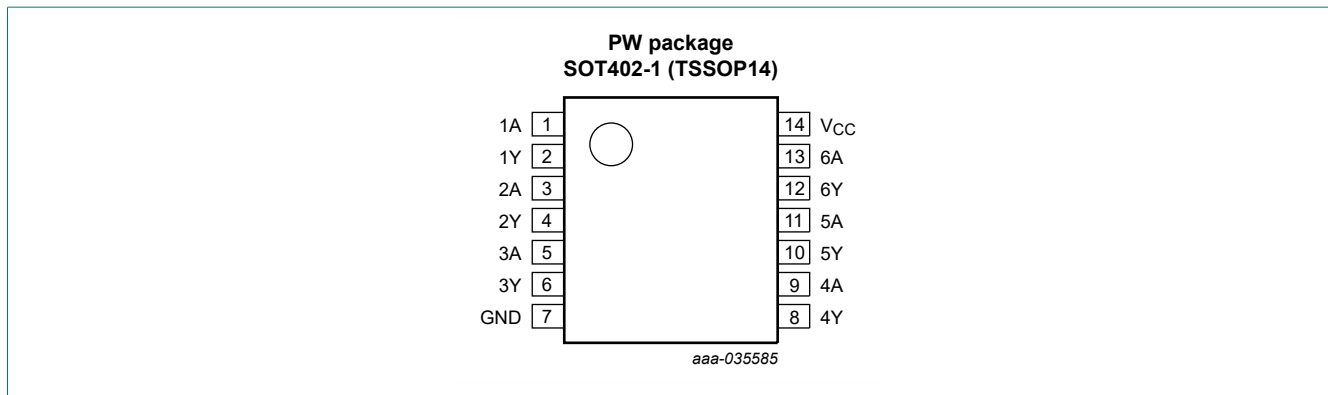 PW package
SOT402-1 (TSSOP14)
1A 1 14 VCC
1Y 2 13 6A
2A 3 12 6Y
2Y 4 11 5A
3A 5 10 5Y
3Y 6 9 4A
GND 7 8 4Y
aaa-035585